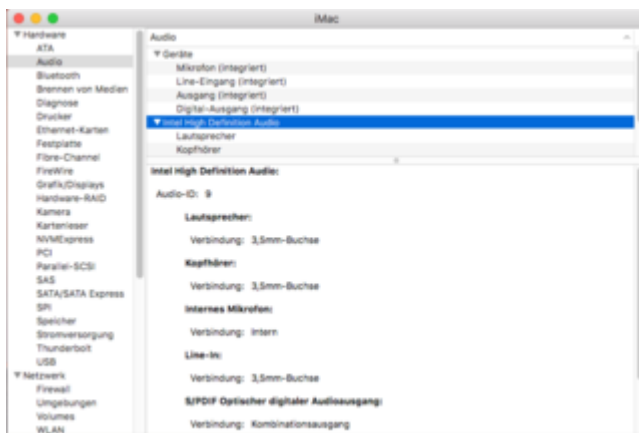 iMac
Hardware
ATA
Audio
Bluetooth
Brennen von Medien
Diagnose
Drucker
Ethernet-Karten
Festplatte
Fibre-Channel
FireWire
Grafik/Displays
Hardware-RAID
Kamera
Kartenleser
NVMExpress
PCI
Parallel-SCSI
SAS
SATA/SATA Express
SPI
Speicher
Stromversorgung
Thunderbolt
USB
Netzwerk
Firewall
Umgebungen
Volumes
WLAN
Audio
Geräte
Mikrofon (integriert)
Line-Eingang (integriert)
Ausgang (integriert)
Digital-Ausgang (integriert)
Intel High Definition Audio
Lautsprecher
Kopfhörer
Intel High Definition Audio:
Audio-ID: 9
Lautsprecher:
Verbindung: 3,5mm-Buchse
Kopfhörer:
Verbindung: 3,5mm-Buchse
Internes Mikrofon:
Verbindung: Intern
Line-In:
Verbindung: 3,5mm-Buchse
S/PDIF Optischer digitaler Audioausgang:
Verbindung: Kombinationsausgang